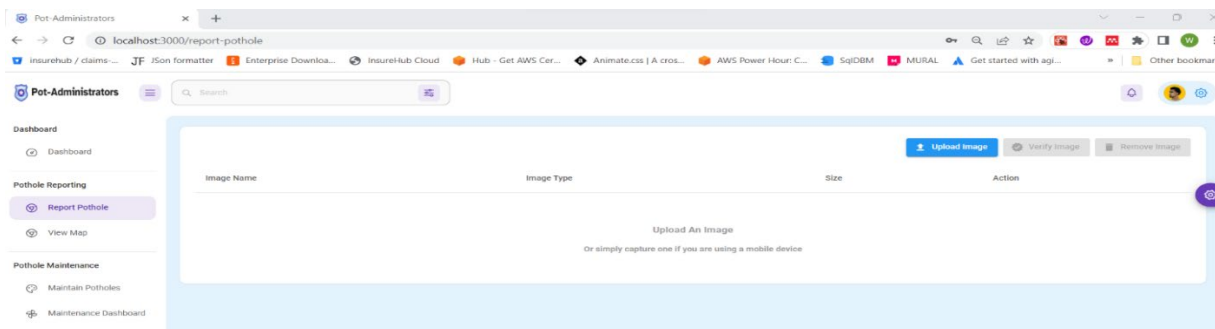 Pot-Administrators
localhost:3000/report-pothole
W
insurehub / claims-... JF JSon formatter Enterprise Downloa... InsureHub Cloud Hub - Get AWS Cer... Animate.css | A cros... AWS Power Hour: C... SqlDBM MURAL Get started with agi... » Other bookmar
Pot-Administrators Search
Dashboard
Dashboard
Upload Image Verify Image Remove Image
Image Name Image Type Size Action
Pothole Reporting
Report Pothole
View Map
Upload An Image
Or simply capture one if you are using a mobile device
Pothole Maintenance
Maintain Potholes
Maintenance Dashboard